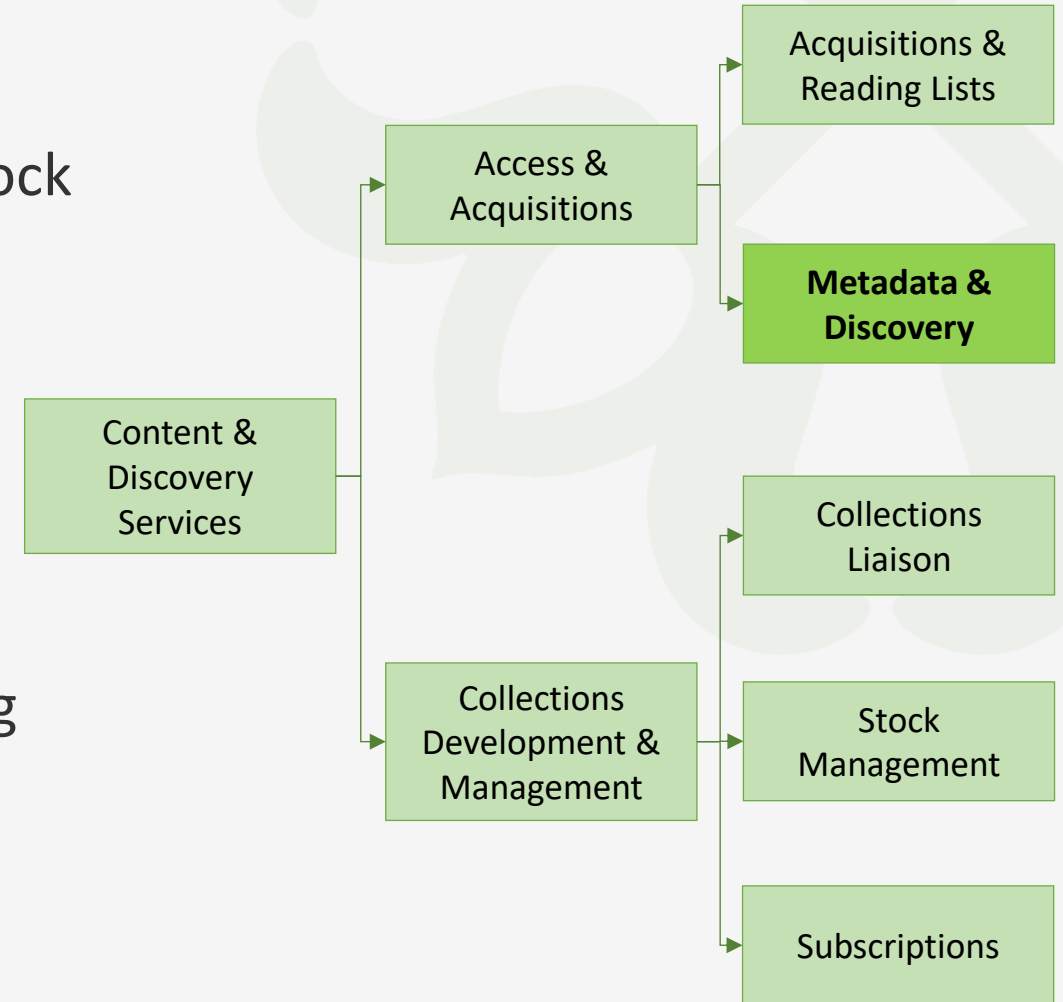 ock
g
Content &
Discovery
Services
Access &
Acquisitions
Collections
Development &
Management
Acquisitions &
Reading Lists
Metadata &
Discovery
Collections
Liaison
Stock
Management
Subscriptions